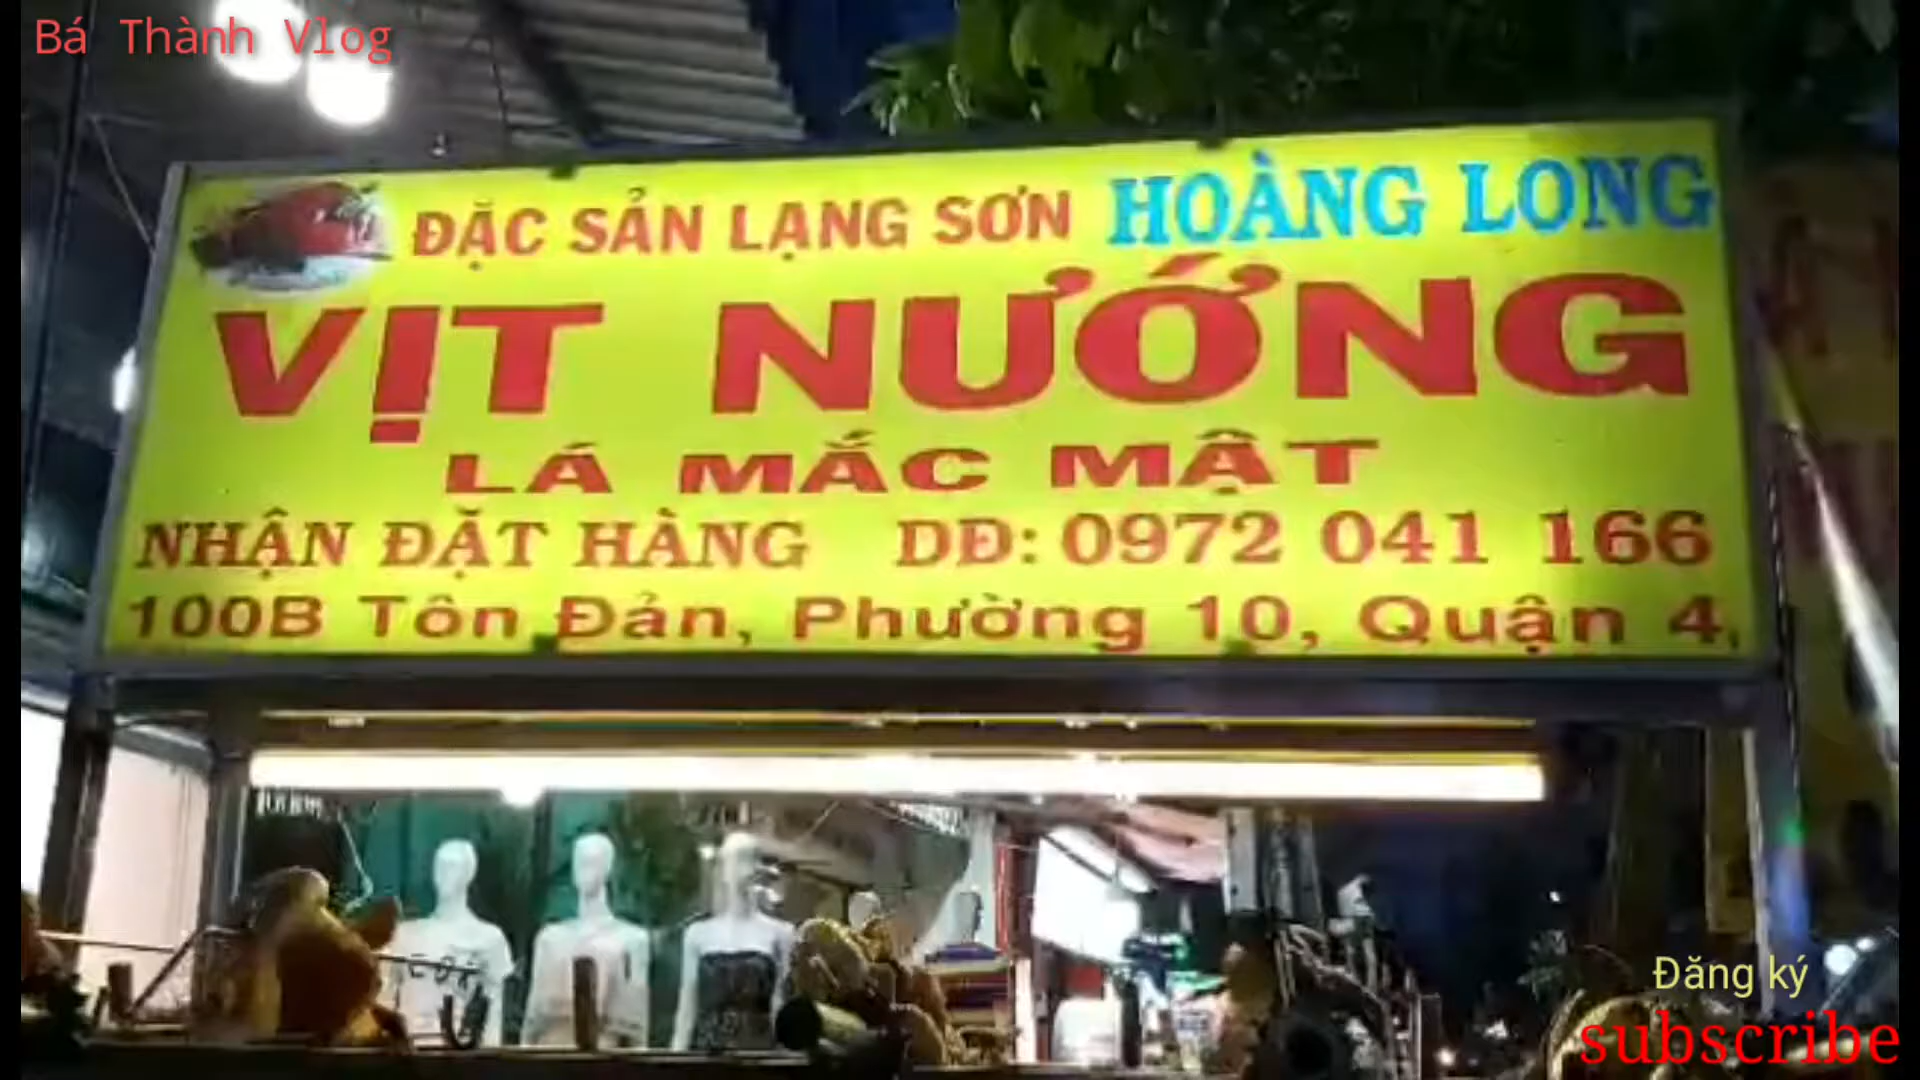 Bá Thành Vlog
ĐẶC SẢN LẠNG SƠN HOÀNG LONG
VỊT NƯỚNG
LÁ MẮC MẬT
NHẬN ĐẶT HÀNG DĐ: 0972 041 166
100B Tôn Đản, Phường 10, Quận 4,
Đăng ký
subscribe